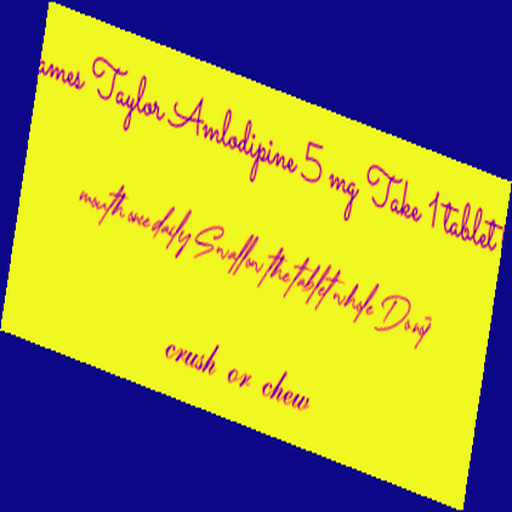 ames Taylor Amlodipine 5 mg Take 1 tablet
mouth once daily Swallow the tablet whole Do not
crush or chew